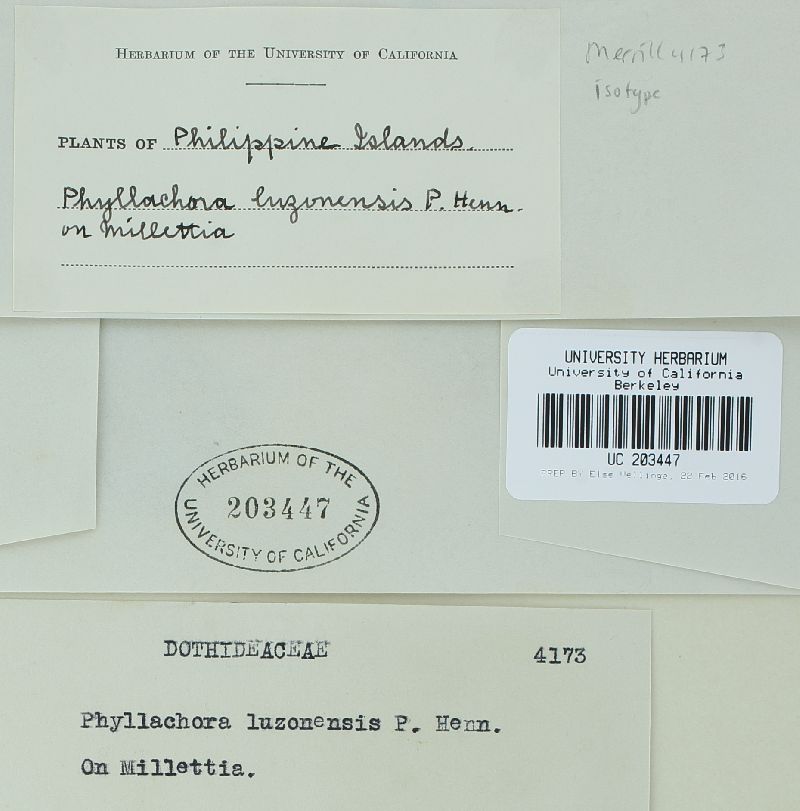 HERBARIUM OF THE UNIVERSITY OF CALIFORNIA
PLANTS OF Philippine Islands.
Phyllachora luzonensis P. Henn.
on Millettia
Merrill 4173
isotype
UNIVERSITY HERBARIUM
University of California
Berkeley
UC 203447
PREP BY Else Vellinga, 22 Feb 2016
HERBARIUM OF THE
203447
UNIVERSITY OF CALIFORNIA
DOTHIDEACEAE 4173
Phyllachora luzonensis P. Henn.
On Millettia.